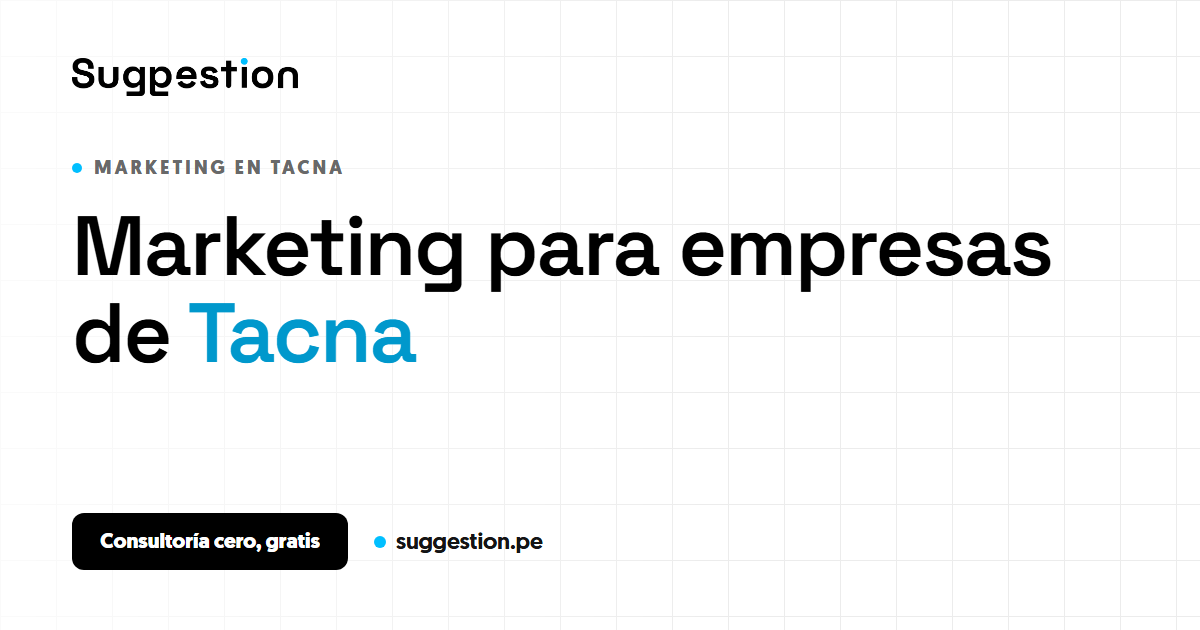 Suggestion
MARKETING EN TACNA
Marketing para empresas
de Tacna
Consultoría cero, gratis
suggestion.pe